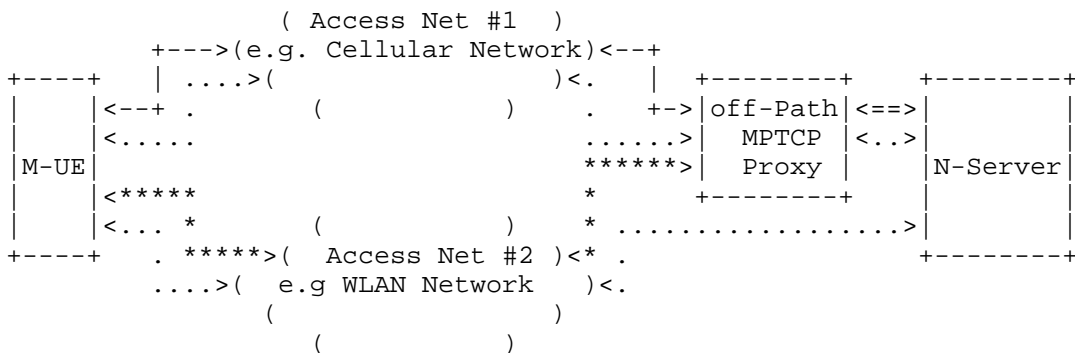 ( Access Net #1 )
+--->(e.g. Cellular Network)<--+
+----+ | ....>( )<. | +--------+ +--------+
| |<--+ . ( ) . +->|off-Path|<==>| |
| |<..... ......>| MPTCP |<..>| |
|M-UE| ******>| Proxy | |N-Server|
| |<***** * +--------+ | |
| |<... * ( ) * ...................>| |
+----+ . *****>( Access Net #2 )<* . +--------+
....>( e.g WLAN Network )<.
( )
( )